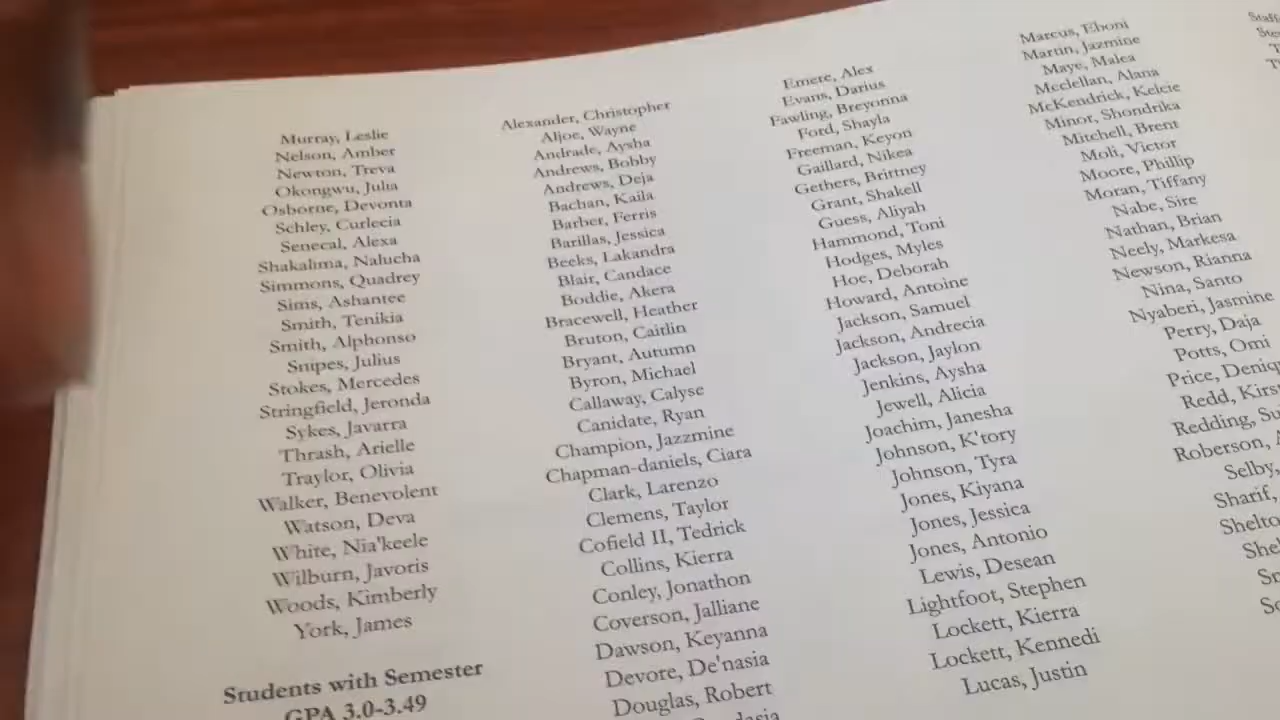 Murray, Leslie
Nelson, Amber
Newton, Treva
Okongwu, Julia
Osborne, Devonta
Schley, Curlecia
Senecal, Alexa
Shakalima, Nalucha
Simmons, Quadrey
Sims, Ashantee
Smith, Tenikia
Smith, Alphonso
Snipes, Julius
Stokes, Mercedes
Stringfield, Jeronda
Sykes, Javarra
Thrash, Arielle
Traylor, Olivia
Walker, Benevolent
Watson, Deva
White, Nia'keele
Wilburn, Javoris
Woods, Kimberly
York, James
Students with Semester
GPA 3.0-3.49
Alexander, Christopher
Aljoe, Wayne
Andrade, Aysha
Andrews, Bobby
Andrews, Deja
Bachan, Kaila
Barber, Ferris
Barillas, Jessica
Beeks, Lakandra
Blair, Candace
Boddie, Akera
Bracewell, Heather
Bruton, Caitlin
Bryant, Autumn
Byron, Michael
Callaway, Calyse
Canidate, Ryan
Champion, Jazzmine
Chapman-daniels, Ciara
Clark, Larenzo
Clemens, Taylor
Cofield II, Tedrick
Collins, Kierra
Conley, Jonathon
Coverson, Jalliane
Dawson, Keyanna
Devore, De'nasia
Douglas, Robert
Emere, Alex
Evans, Darius
Fawling, Breyonna
Ford, Shayla
Freeman, Keyon
Gaillard, Nikea
Gethers, Brittney
Grant, Shakell
Guess, Aliyah
Hammond, Toni
Hodges, Myles
Hoe, Deborah
Howard, Antoine
Jackson, Samuel
Jackson, Andrecia
Jackson, Jaylon
Jenkins, Aysha
Jewell, Alicia
Joachim, Janesha
Johnson, K'tory
Johnson, Tyra
Jones, Kiyana
Jones, Jessica
Jones, Antonio
Lewis, Desean
Lightfoot, Stephen
Lockett, Kierra
Lockett, Kennedi
Lucas, Justin
Marcus, Eboni
Martin, Jazmine
Maye, Malea
Mcclellan, Alana
McKendrick, Kelcie
Minor, Shondrika
Mitchell, Brent
Moli, Victor
Moore, Phillip
Moran, Tiffany
Nabe, Sire
Nathan, Brian
Neely, Markesa
Newson, Rianna
Nina, Santo
Nyaberi, Jasmine
Perry, Daja
Potts, Omi
Price, Deniq
Redd, Kirs
Redding, Su
Roberson,
Selby,
Sharif,
Shelto